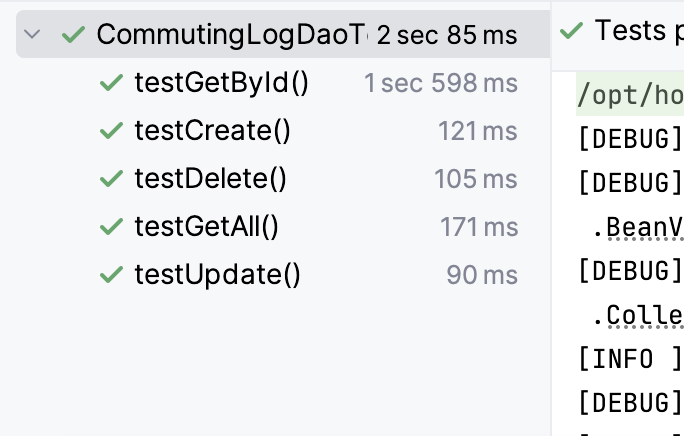 CommutingLogDaoT 2 sec 85 ms
testGetById() 1 sec 598 ms
testCreate() 121 ms
testDelete() 105 ms
testGetAll() 171 ms
testUpdate() 90 ms
Tests p
/opt/ho
[DEBUG]
[DEBUG]
.BeanV
[DEBUG]
.Colle
[INFO ]
[DEBUG]